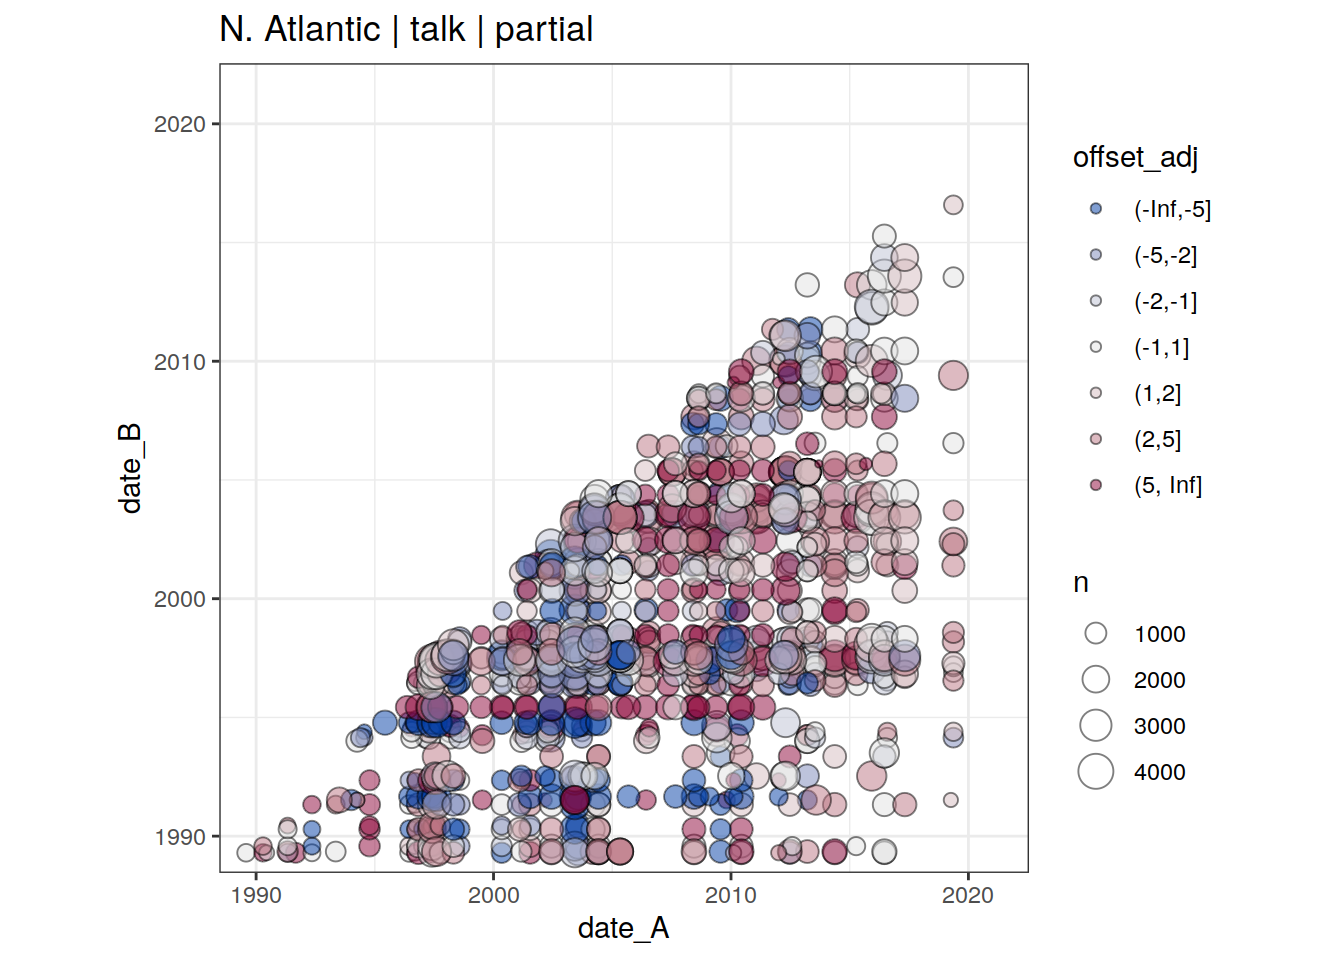 N. Atlantic | talk | partial
date_B
2020
2010
2000
1990
1990
2000
2010
2020
date_A
offset_adj
(-Inf,-5]
(-5,-2]
(-2,-1]
(-1,1]
(1,2]
(2,5]
(5, Inf]
n
1000
2000
3000
4000